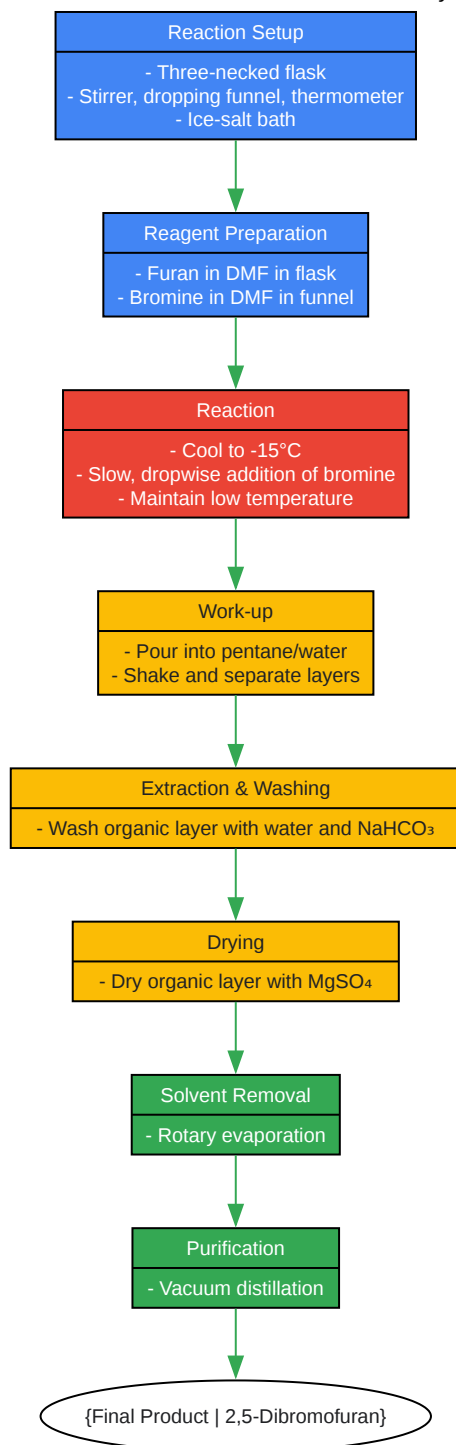 Reaction Setup
- Three-necked flask
- Stirrer, dropping funnel, thermometer
- Ice-salt bath
Reagent Preparation
- Furan in DMF in flask
- Bromine in DMF in funnel
Reaction
- Cool to -15°C
- Slow, dropwise addition of bromine
- Maintain low temperature
Work-up
- Pour into pentane/water
- Shake and separate layers
Extraction & Washing
- Wash organic layer with water and NaHCO₃
Drying
- Dry organic layer with MgSO₄
Solvent Removal
- Rotary evaporation
Purification
- Vacuum distillation
{Final Product | 2,5-Dibromofuran}